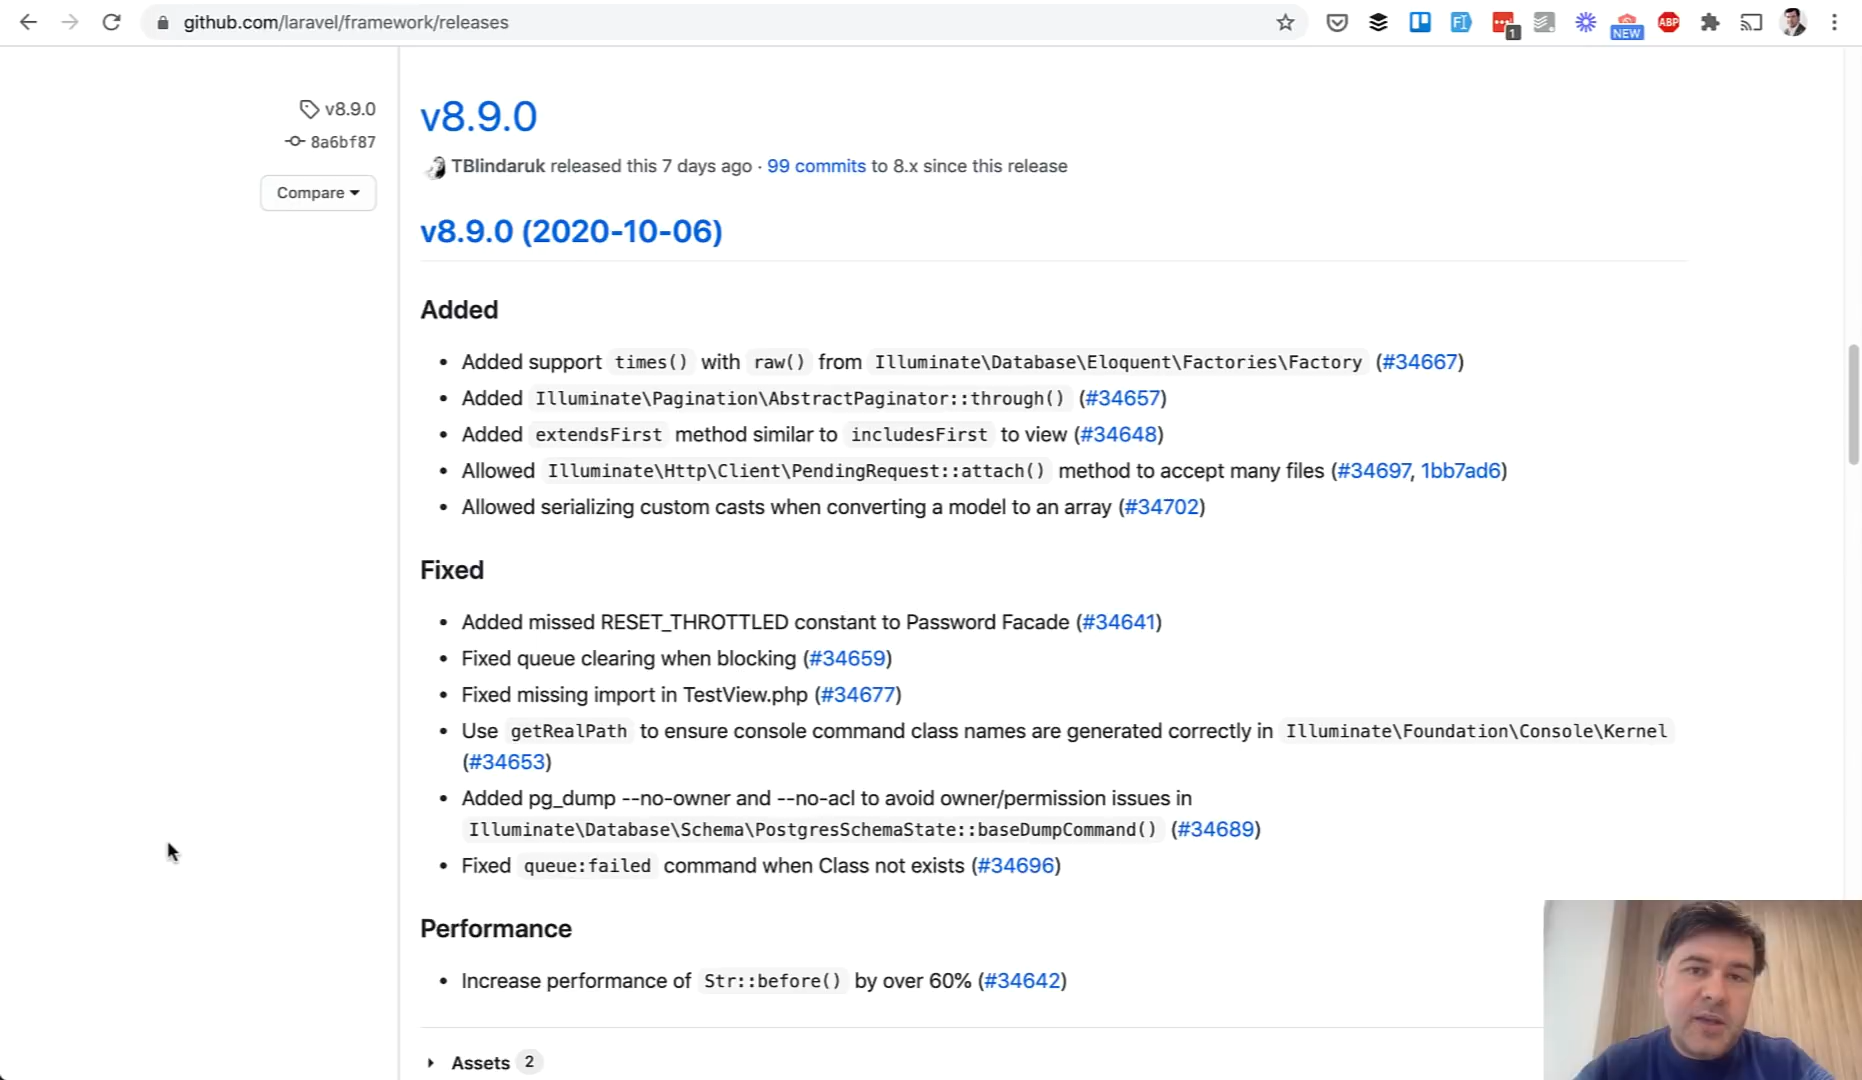 github.com/laravel/framework/releases
1
NEW
ABP
v8.9.0
8a6bf87
Compare
v8.9.0
TBlindaruk released this 7 days ago · 99 commits to 8.x since this release
v8.9.0 (2020-10-06)
Added
• Added support times() with raw() from Illuminate\Database\Eloquent\Factories\Factory (#34667)
• Added Illuminate\Pagination\AbstractPaginator::through() (#34657)
• Added extendsFirst method similar to includesFirst to view (#34648)
• Allowed Illuminate\Http\Client\PendingRequest::attach() method to accept many files (#34697, 1bb7ad6)
• Allowed serializing custom casts when converting a model to an array (#34702)
Fixed
• Added missed RESET_THROTTLED constant to Password Facade (#34641)
• Fixed queue clearing when blocking (#34659)
• Fixed missing import in TestView.php (#34677)
• Use getRealPath to ensure console command class names are generated correctly in Illuminate\Foundation\Console\Kernel
(#34653)
• Added pg_dump --no-owner and --no-acl to avoid owner/permission issues in
Illuminate\Database\Schema\PostgresSchemaState::baseDumpCommand() (#34689)
• Fixed queue:failed command when Class not exists (#34696)
Performance
• Increase performance of Str::before() by over 60% (#34642)
Assets 2